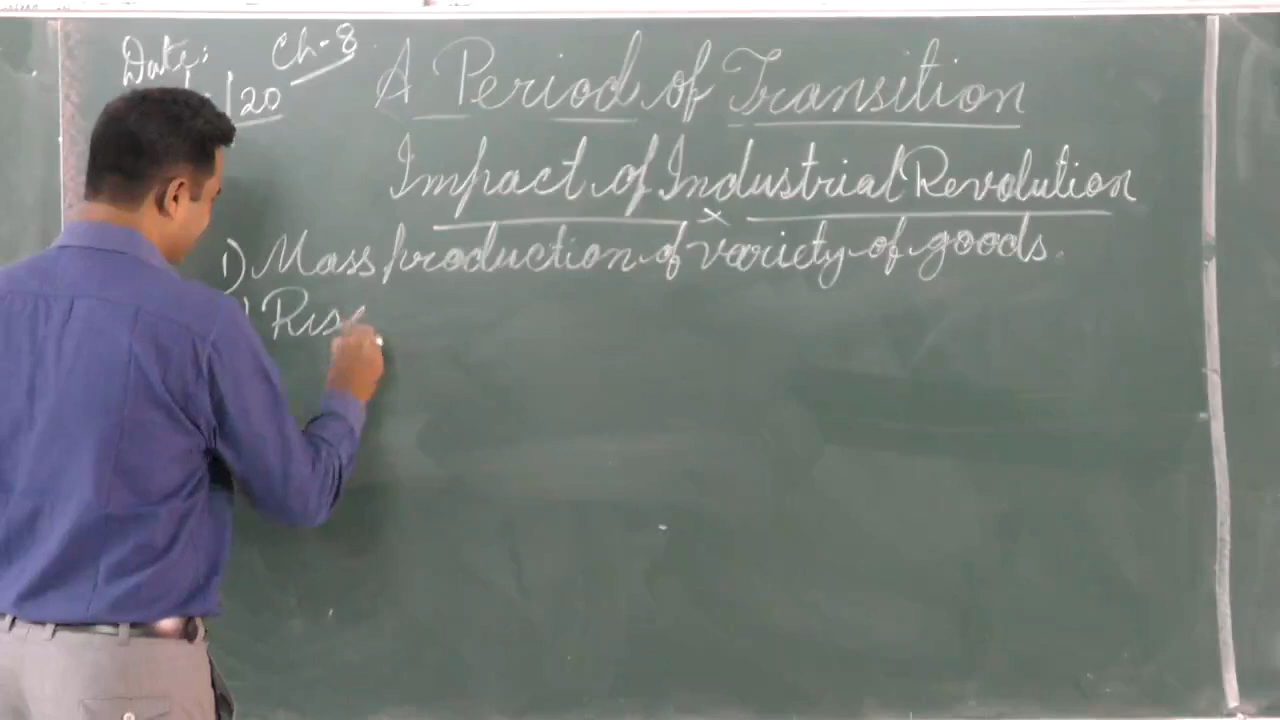 Date: Ch-8
/20
A Period of Transition
Impact of Industrial Revolution
x
1) Mass production of variety of goods.
) Rise